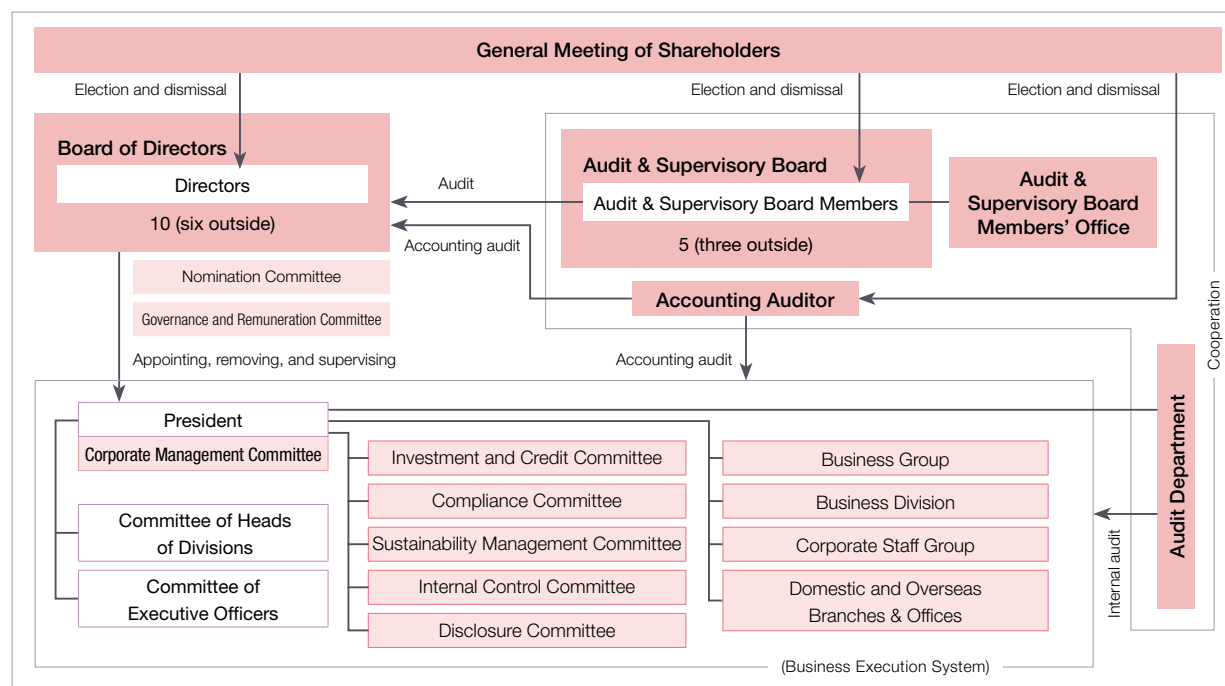 General Meeting of Shareholders
Election and dismissal
Election and dismissal
Election and dismissal
Board of Directors
Directors
10 (six outside)
Audit
Accounting audit
Audit & Supervisory Board
Audit & Supervisory Board Members
5 (three outside)
Audit &
Supervisory Board
Members’ Office
Accounting Auditor
Nomination Committee
Governance and Remuneration Committee
Appointing, removing, and supervising
Accounting audit
Cooperation
President
Corporate Management Committee
Committee of Heads
of Divisions
Committee of
Executive Officers
Investment and Credit Committee
Compliance Committee
Sustainability Management Committee
Internal Control Committee
Disclosure Committee
Business Group
Business Division
Corporate Staff Group
Domestic and Overseas
Branches & Offices
Internal audit
Audit Department
(Business Execution System)